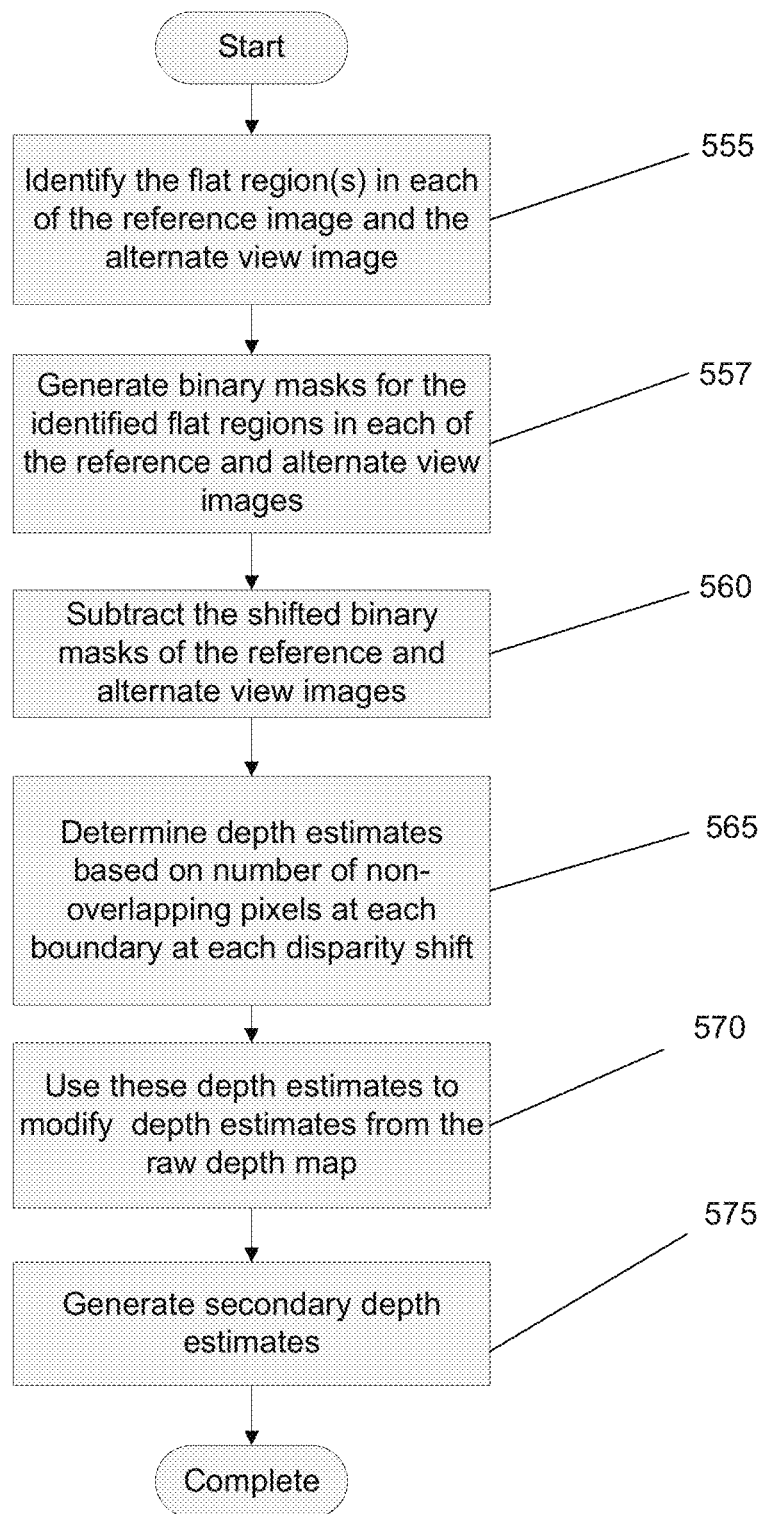 Start
Identify the flat region(s) in each
of the reference image and the
alternate view image
555
Generate binary masks for the
identified flat regions in each of
the reference and alternate view
images
557
Subtract the shifted binary
masks of the reference and
alternate view images
560
Determine depth estimates
based on number of non-
overlapping pixels at each
boundary at each disparity shift
565
Use these depth estimates to
modify depth estimates from the
raw depth map
570
Generate secondary depth
estimates
575
Complete